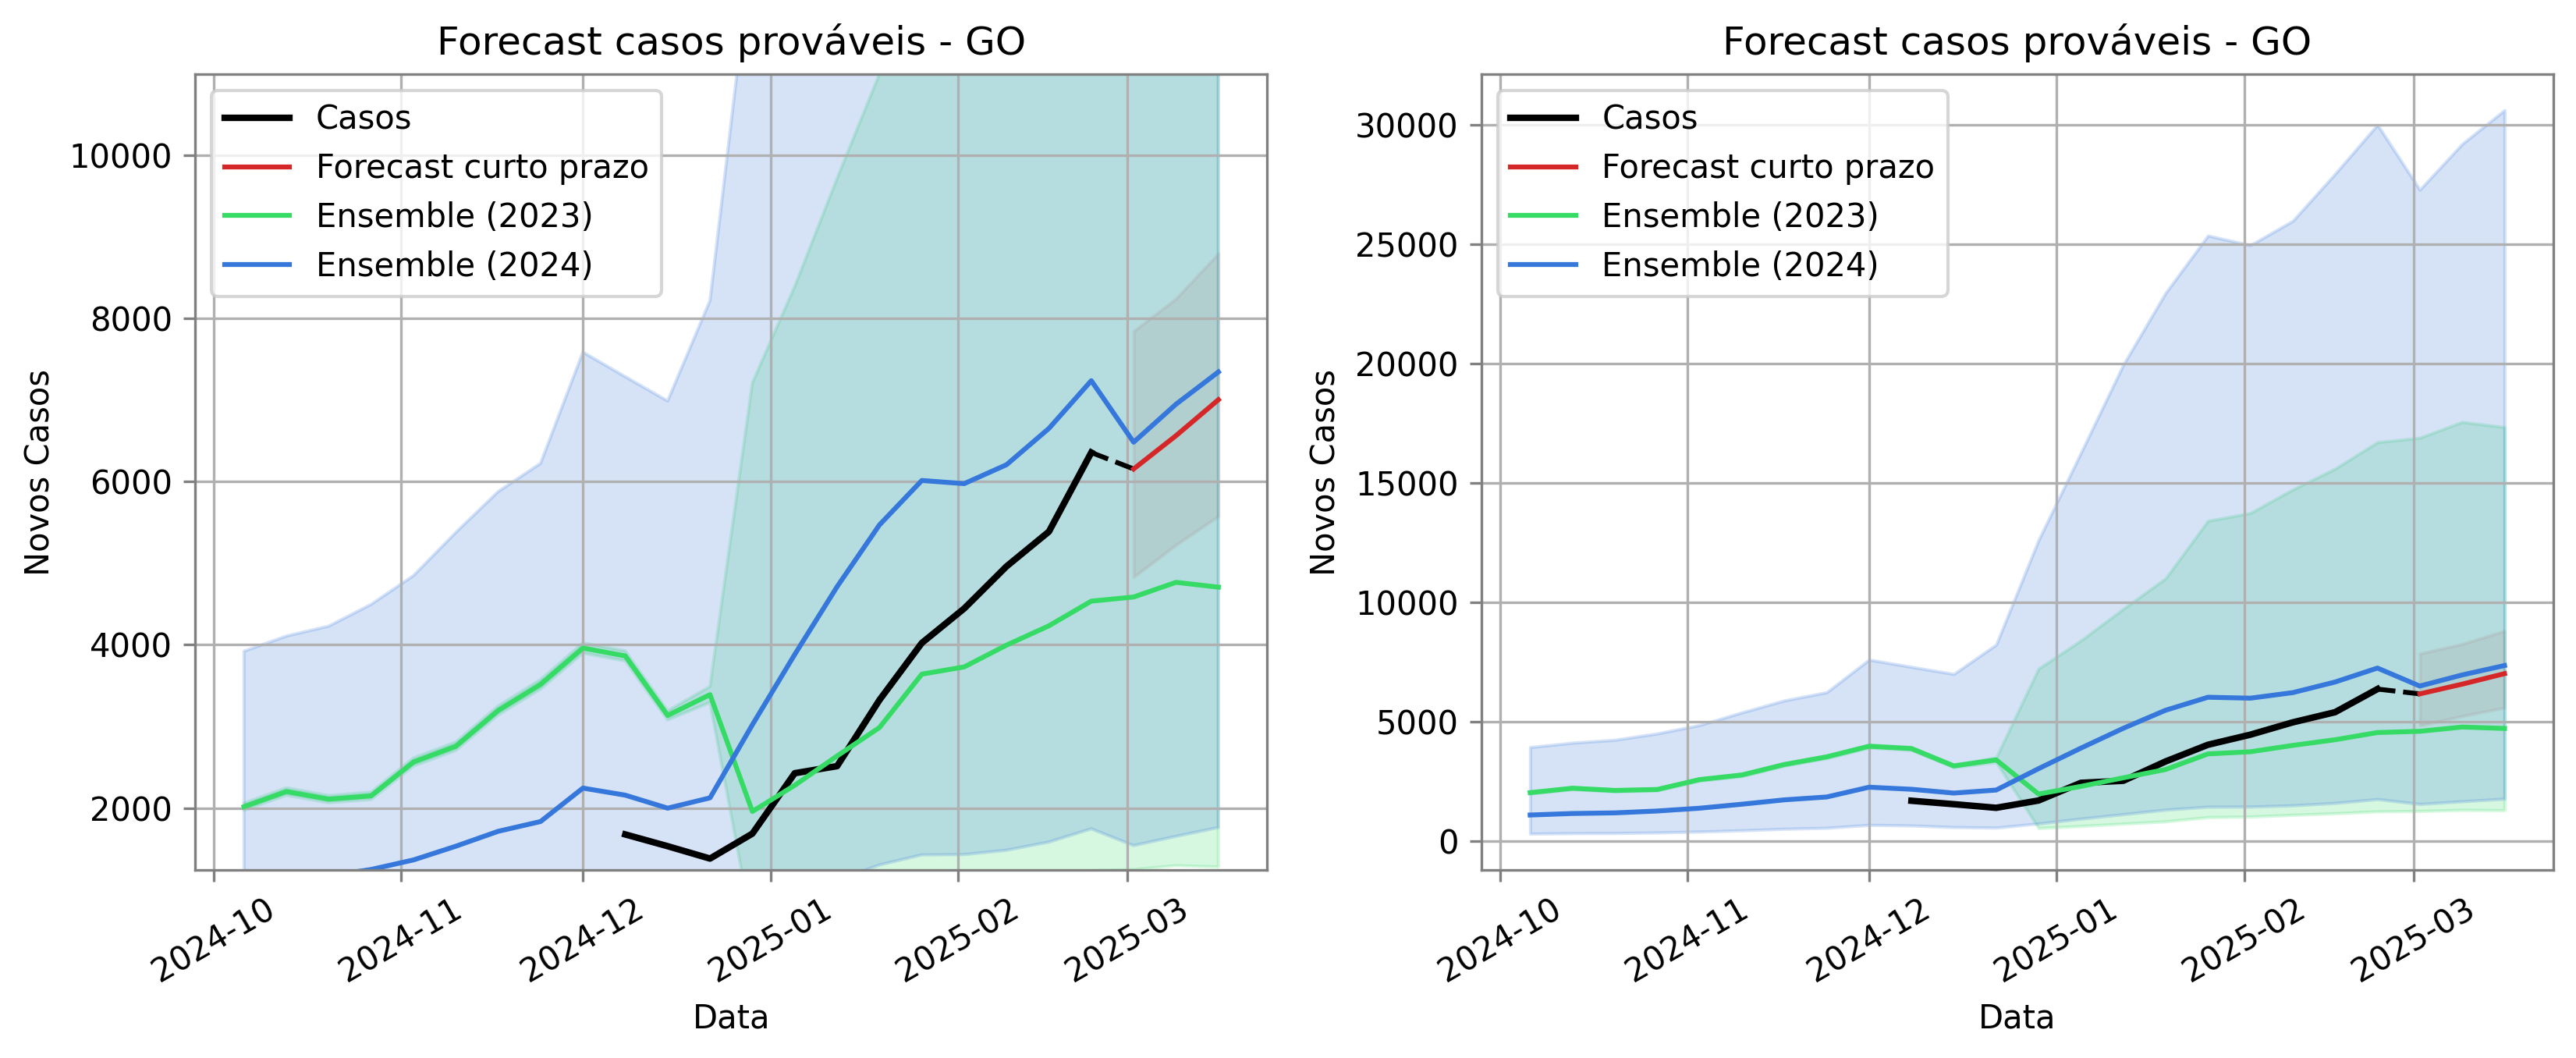 Forecast casos prováveis - GO
Casos
Forecast curto prazo
Ensemble (2023)
Ensemble (2024)
10000
8000
6000
4000
2000
Novos Casos
2024-10
2024-11
2024-12
2025-01
2025-02
2025-03
Data
Forecast casos prováveis - GO
Casos
Forecast curto prazo
Ensemble (2023)
Ensemble (2024)
30000
25000
20000
15000
10000
5000
0
Novos Casos
2024-10
2024-11
2024-12
2025-01
2025-02
2025-03
Data